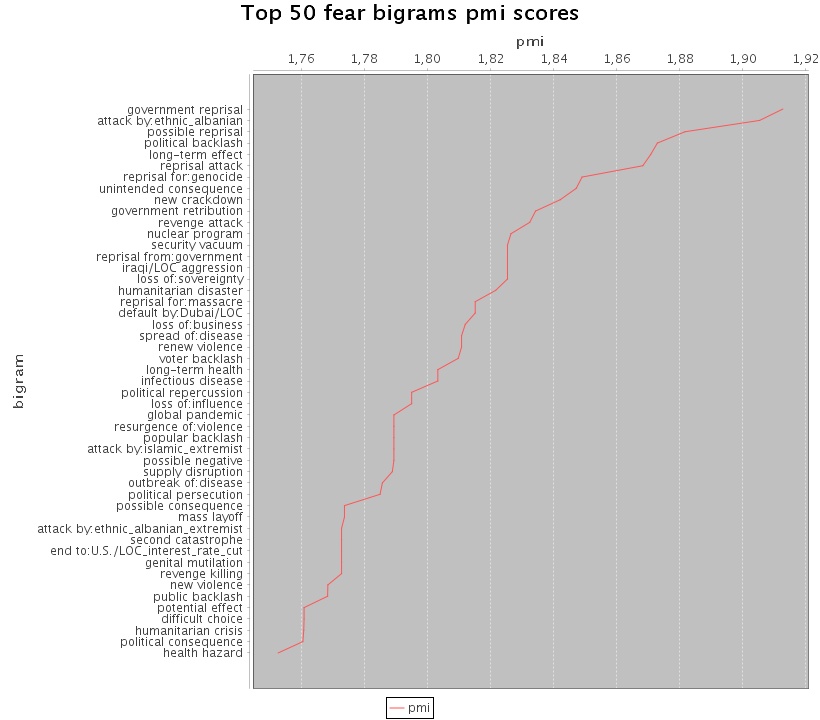 Top 50 fear bigrams pmi scores
pmi
1,76 1,78 1,80 1,82 1,84 1,86 1,88 1,90 1,92
government reprisal
attack by:ethnic_albanian
possible reprisal
political backlash
long-term effect
reprisal attack
reprisal for:genocide
unintended consequence
new crackdown
government retribution
revenge attack
nuclear program
security vacuum
reprisal from:government
iraqi/LOC aggression
loss of:sovereignty
humanitarian disaster
reprisal for:massacre
default by:Dubai/LOC
loss of:business
spread of:disease
renew violence
voter backlash
long-term health
infectious disease
political repercussion
loss of:influence
global pandemic
resurgence of:violence
popular backlash
attack by:islamic_extremist
possible negative
supply disruption
outbreak of:disease
political persecution
possible consequence
mass layoff
attack by:ethnic_albanian_extremist
second catastrophe
end to:U.S./LOC_interest_rate_cut
genital mutilation
revenge killing
new violence
public backlash
potential effect
difficult choice
humanitarian crisis
political consequence
health hazard
bigram
pmi